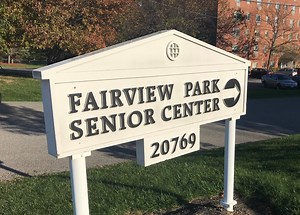 FAIRVIEW PARK
SENIOR CENTER
20769